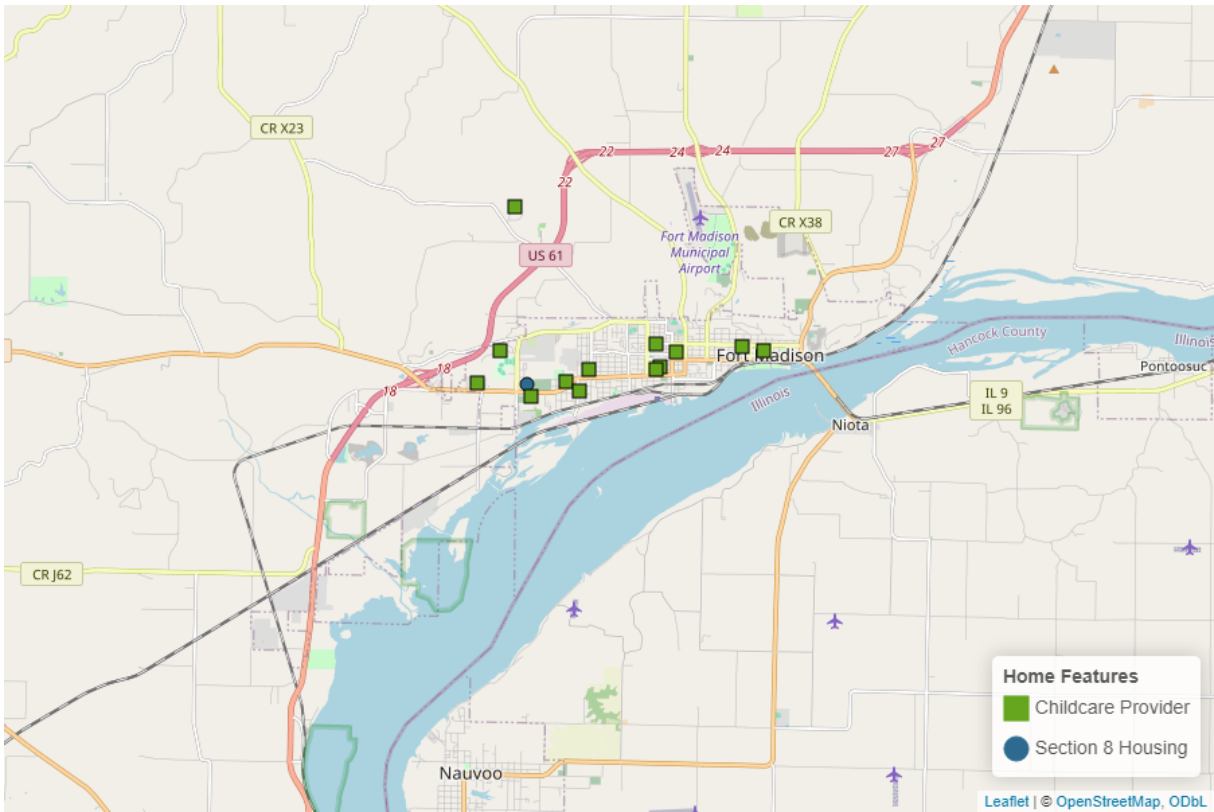 27
22
24
24
27
CR X23
22
CR X38
Fort Madison
Municipal
Airport
US 61
Hancock County
Illinois
Fort Madison
18
Pontoosuc
18
Illinois
IL 9
IL 96
Niota
CR J62
Home Features
Childcare Provider
Section 8 Housing
Nauvoo
Leaflet | © OpenStreetMap, ODbL